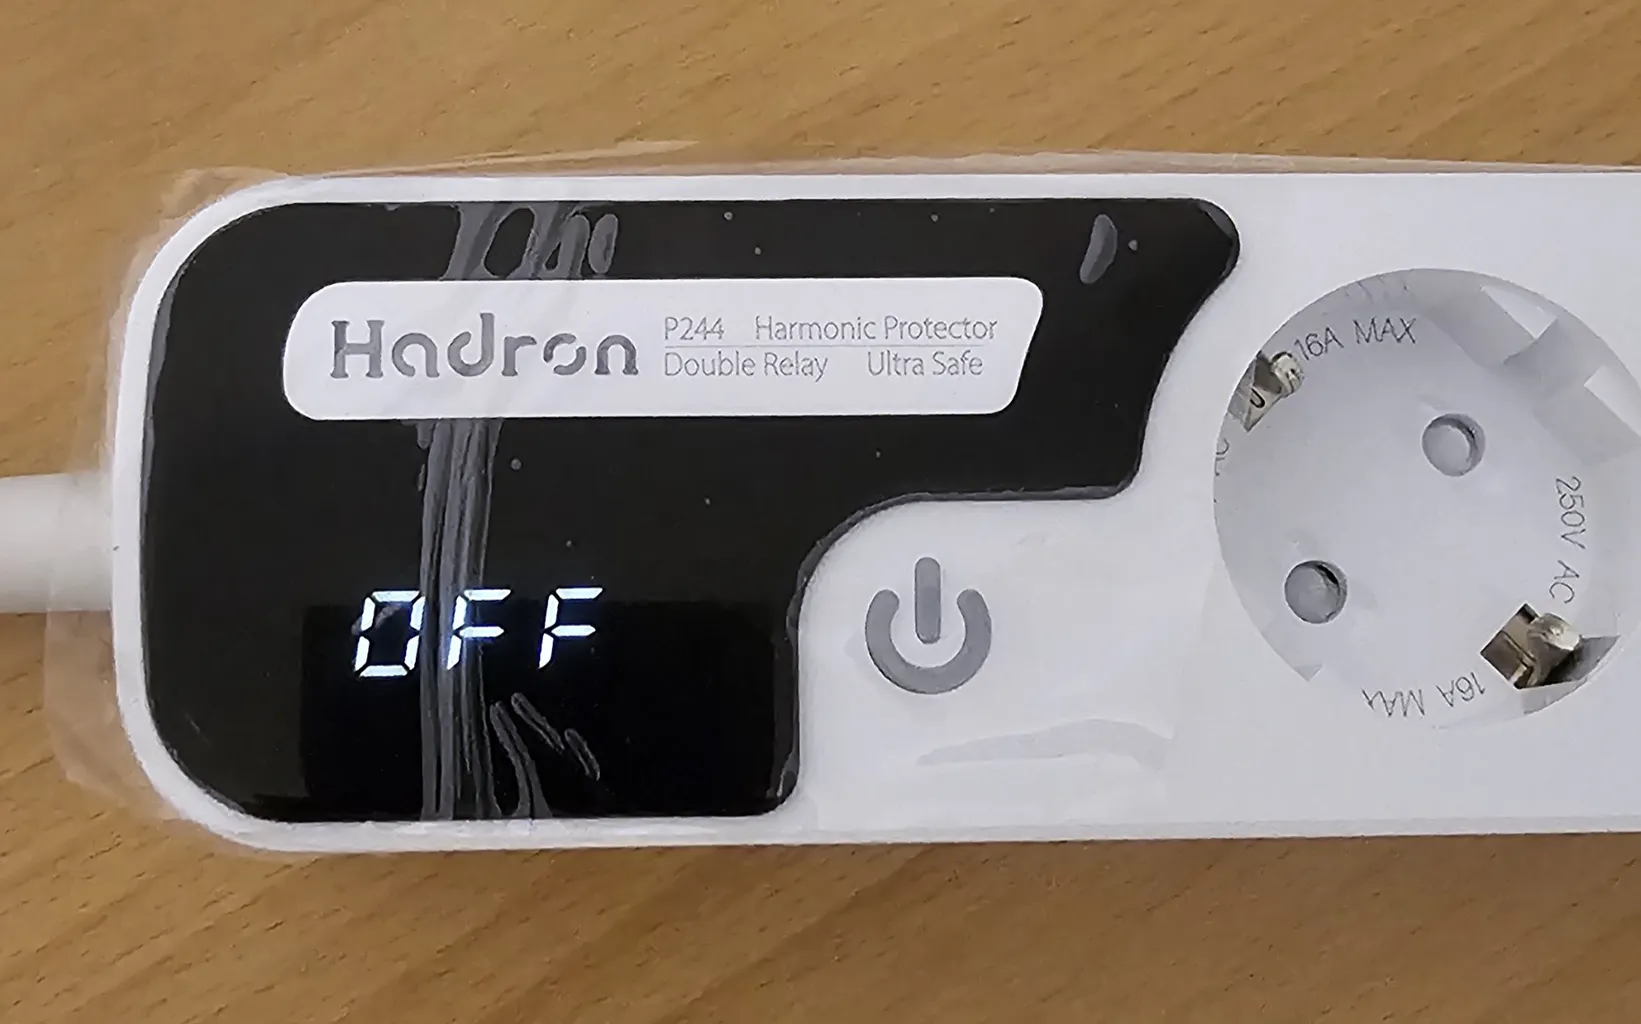 Hadron P244 Harmonic Protector
Double Relay Ultra Safe
OFF
16A MAX
250V AC
16A MAX